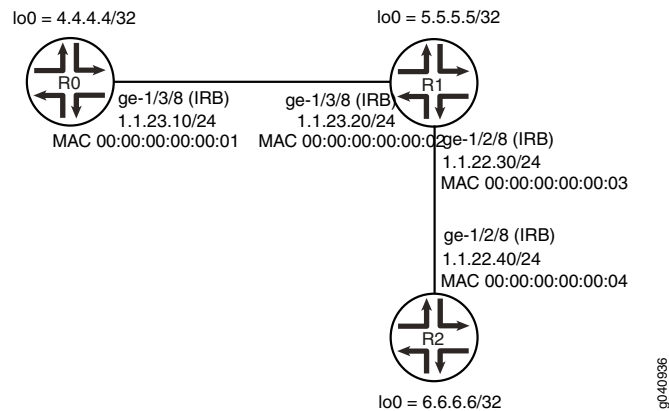 lo0 = 4.4.4.4/32
lo0 = 5.5.5.5/32
R0
R1
ge-1/3/8 (IRB)
1.1.23.10/24
MAC 00:00:00:00:00:01
ge-1/3/8 (IRB)
1.1.23.20/24
MAC 00:00:00:00:00:02
ge-1/2/8 (IRB)
1.1.22.30/24
MAC 00:00:00:00:00:03
ge-1/2/8 (IRB)
1.1.22.40/24
MAC 00:00:00:00:00:04
R2
lo0 = 6.6.6.6/32
g040936